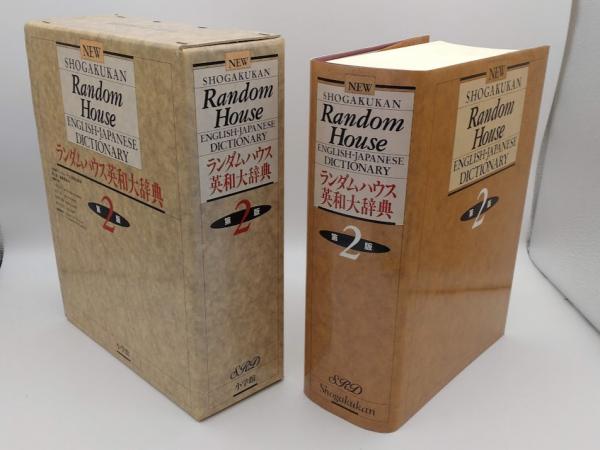 NEW
SHOGAKUKAN
Random
House
ENGLISH-JAPANESE
DICTIONARY
ランダムハウス英和大辞典
第2版
小学館
NEW
SHOGAKUKAN
Random
House
ENGLISH-JAPANESE
DICTIONARY
ランダムハウス
英和大辞典
第2版
SRD
小学館
NEW
SHOGAKUKAN
Random
House
ENGLISH-JAPANESE
DICTIONARY
ランダムハウス
英和大辞典
第2版
SRD
Shogakukan
NEW
SHOGAKUKAN
Random
House
ENGLISH-JAPANESE
DICTIONARY
第2版